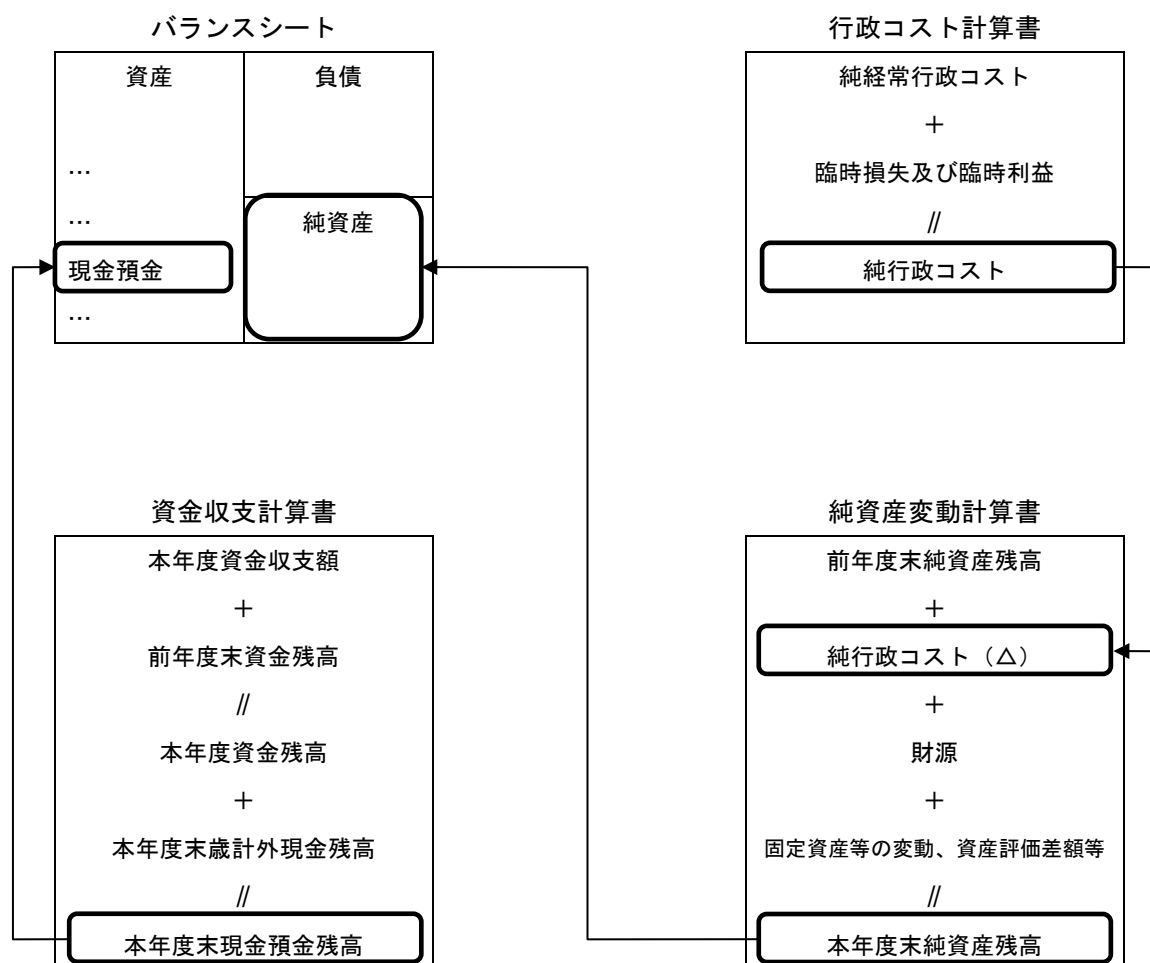 バランスシート
資産
負債
…
…
純資産
現金預金
…
行政コスト計算書
純経常行政コスト
＋
臨時損失及び臨時利益
〃
純行政コスト
資金収支計算書
本年度資金収支額
＋
前年度末資金残高
〃
本年度資金残高
＋
本年度末歳計外現金残高
〃
本年度末現金預金残高
純資産変動計算書
前年度末純資産残高
＋
純行政コスト（△）
＋
財源
＋
固定資産等の変動、資産評価差額等
〃
本年度末純資産残高